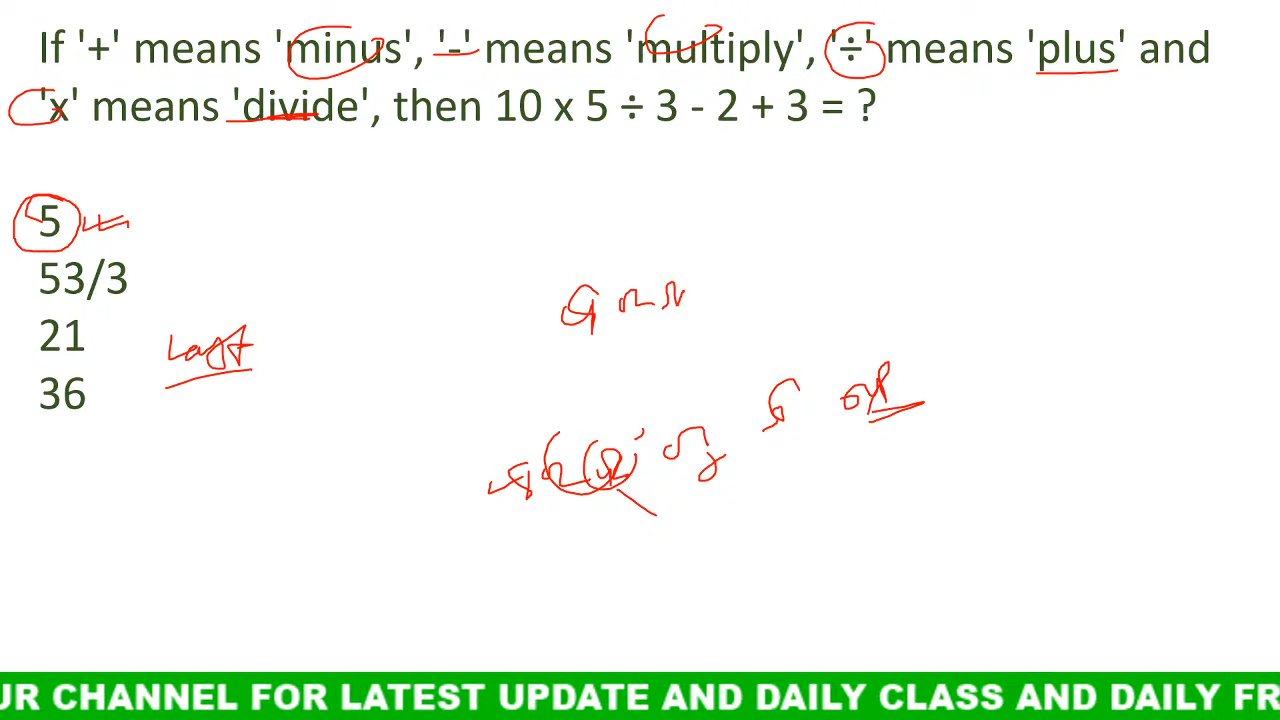 If '+' means 'minus', '-' means 'multiply', '÷' means 'plus' and
'x' means 'divide', then 10 x 5 ÷ 3 - 2 + 3 = ?
5
53/3
21
36
Last
UR CHANNEL FOR LATEST UPDATE AND DAILY CLASS AND DAILY FR